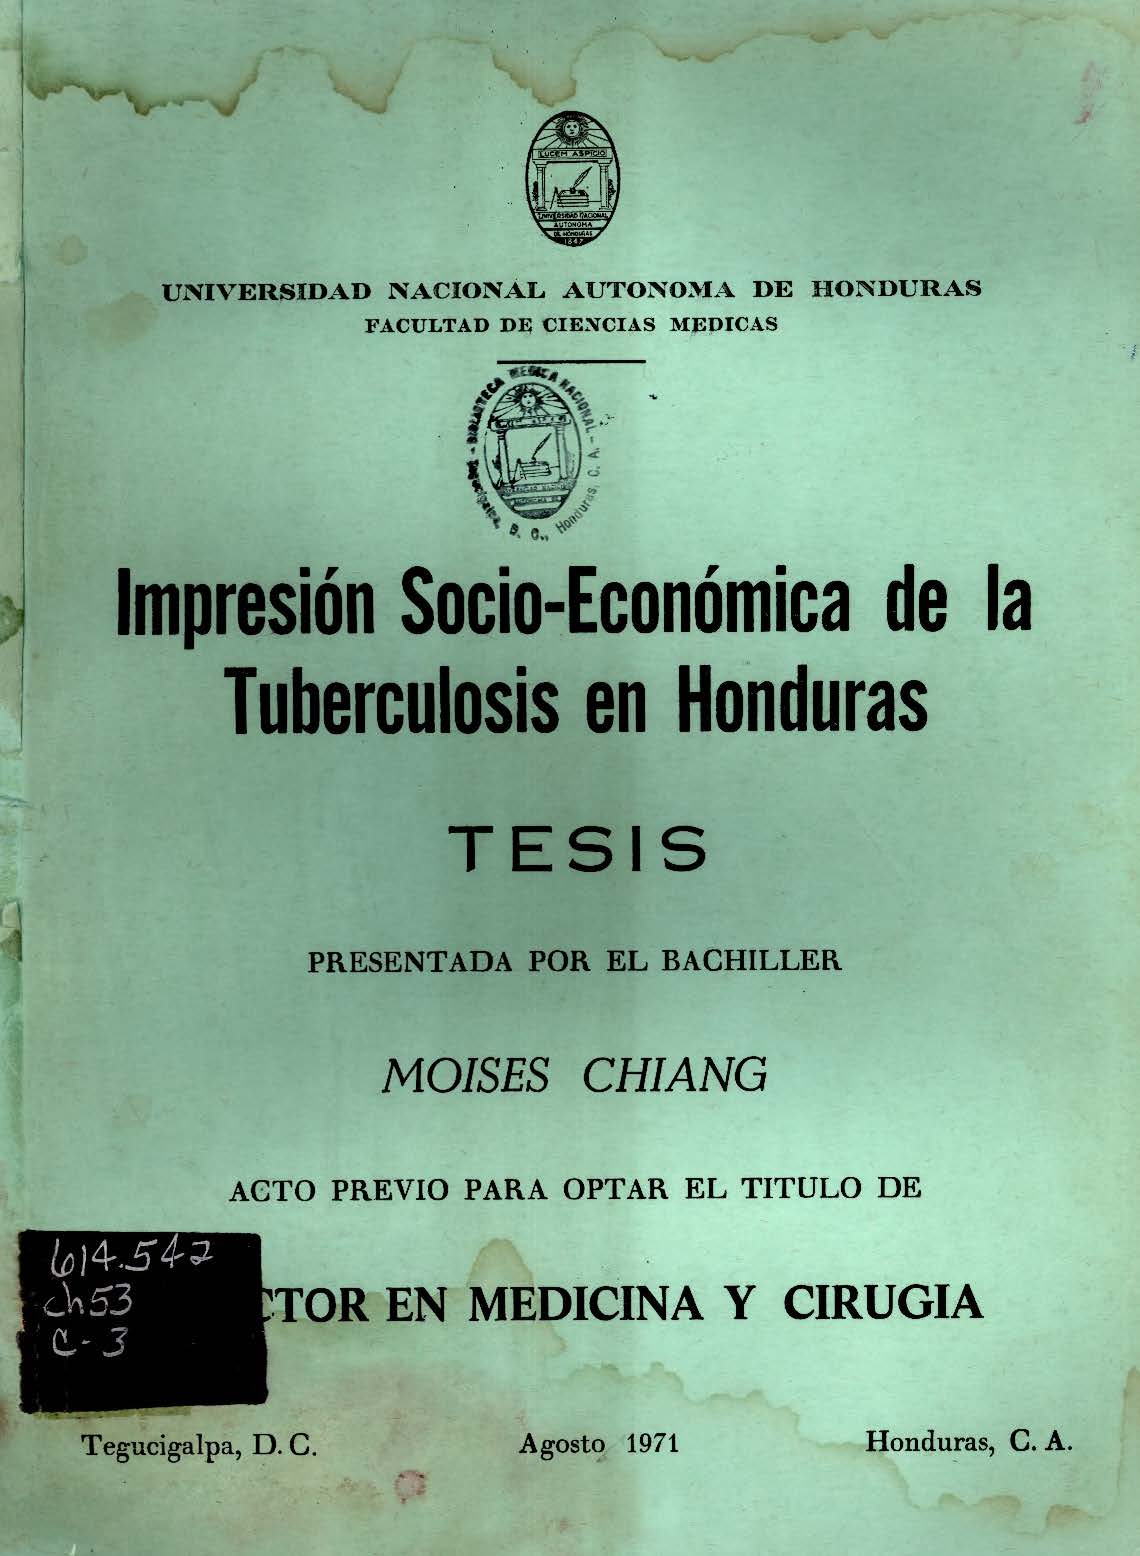 LUCEM ASPICIO
UNIVERSIDAD NACIONAL
AUTONOMA
DE HONDURAS
1847
UNIVERSIDAD NACIONAL AUTONOMA DE HONDURAS
FACULTAD DE CIENCIAS MEDICAS
BIBLIOTECA MEDICA NACIONAL - 
Tegucigalpa, D. C., Honduras, C. A. -
Impresión Socio-Económica de la
Tuberculosis en Honduras
TESIS
PRESENTADA POR EL BACHILLER
MOISES CHIANG
ACTO PREVIO PARA OPTAR EL TITULO DE
614.542
ch53
c-3
CTOR EN MEDICINA Y CIRUGIA
Tegucigalpa, D. C. Agosto 1971 Honduras, C. A.